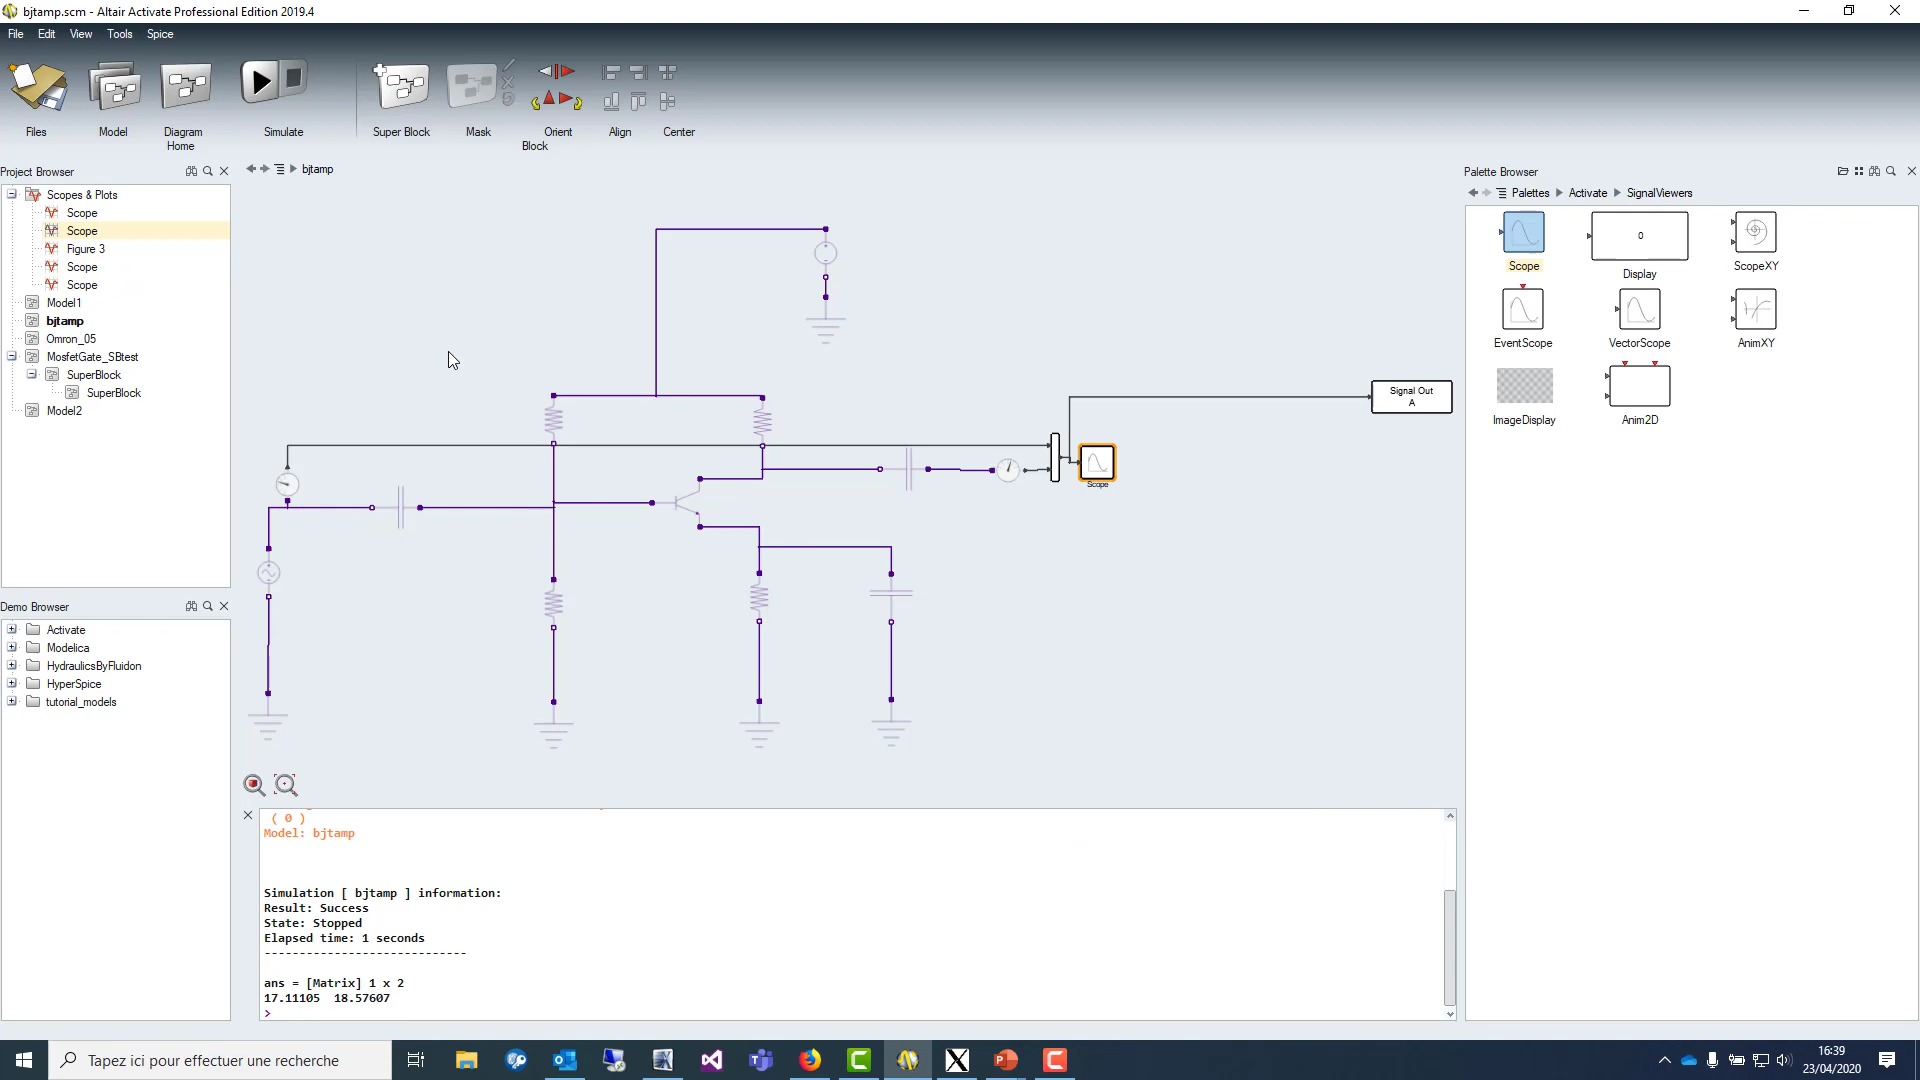 bjtamp.scm - Altair Activate Professional Edition 2019.4
File Edit View Tools Spice
Files Model Diagram Simulate Super Block Mask Orient Align Center
Home Block
Project Browser
Scopes & Plots
Scope
Scope
Figure 3
Scope
Scope
Model1
bjtamp
Omron_05
MosfetGate_SBtest
SuperBlock
SuperBlock
Model2
Demo Browser
Activate
Modelica
HydraulicsByFluidon
HyperSpice
tutorial_models
bjtamp
Signal Out
A
Scope
( 0 )
Model: bjtamp
Simulation [ bjtamp ] information:
Result: Success
State: Stopped
Elapsed time: 1 seconds
----------------------------
ans = [Matrix] 1 x 2
17.11105 18.57607
>
Palette Browser
Palettes Activate SignalViewers
0
Scope Display ScopeXY
EventScope VectorScope AnimXY
ImageDisplay Anim2D
Tapez ici pour effectuer une recherche
16:39
23/04/2020